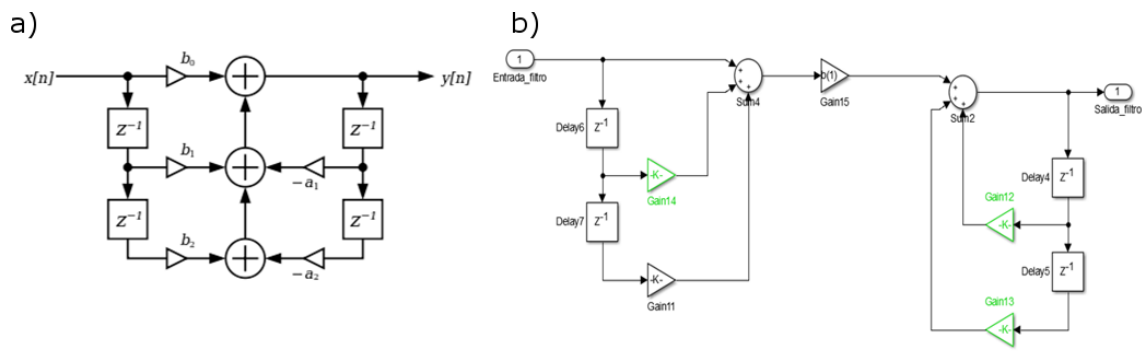 a)
b₀
x[n]
y[n]
Z⁻¹
Z⁻¹
b₁
−a₁
Z⁻¹
Z⁻¹
b₂
−a₂
b)
1
Entrada_filtro
Sum4
b(1)
Gain15
Sum2
1
Salida_filtro
Delay6
Z⁻¹
-K-
Gain14
Delay7
Z⁻¹
-K-
Gain11
Delay4
Z⁻¹
Gain12
-K-
Delay5
Z⁻¹
Gain13
-K-